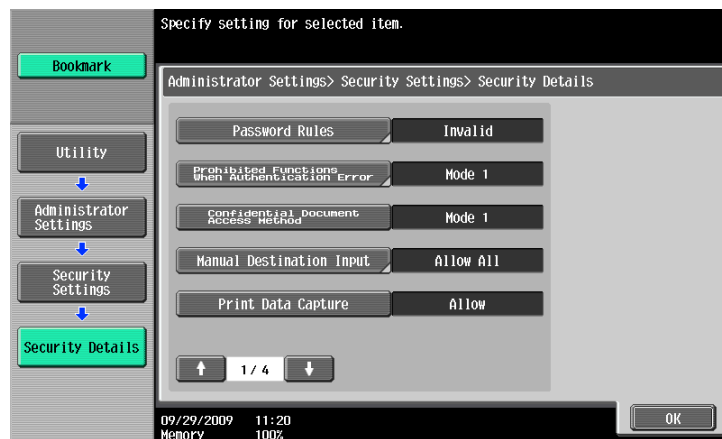 Specify setting for selected item.
Bookmark
Administrator Settings> Security Settings> Security Details
Password Rules
Invalid
Utility
Prohibited Functions
When Authentication Error
Mode 1
Administrator
Settings
Confidential Document
Access Method
Mode 1
Manual Destination Input
Allow All
Security
Settings
Print Data Capture
Allow
Security Details
1/ 4
OK
09/29/2009 11:20
Memory 100%